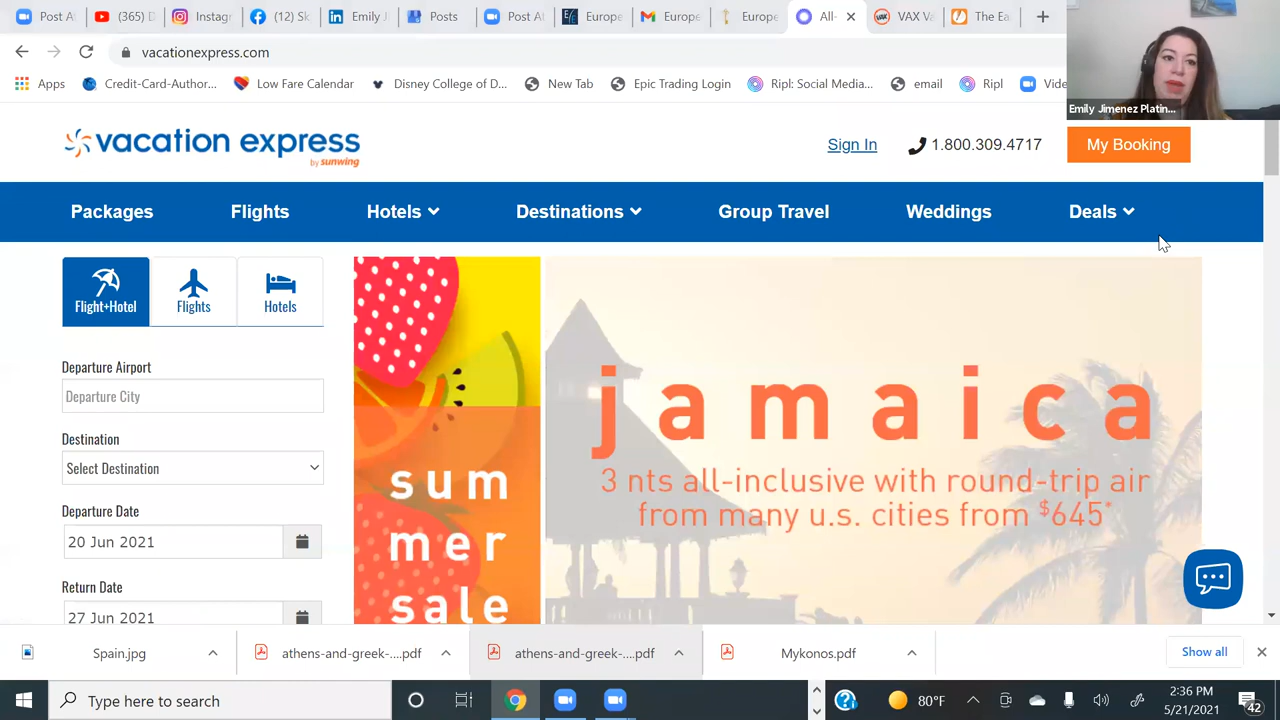 Post A
(365) D
Instag
(12) S
Emily J
Posts
Post At
Europe
Europe
Europ
All-
VAX V
The Ea
vacationexpress.com
Apps
Credit-Card-Author...
Low Fare Calendar
Disney College of D...
New Tab
Epic Trading Login
Ripl: Social Media...
email
Ripl
Vide
Emily Jimenez Platin...
vacation express
by sunwing
Sign In
1.800.309.4717
My Booking
Packages
Flights
Hotels
Destinations
Group Travel
Weddings
Deals
Flight+Hotel
Flights
Hotels
Departure Airport
Departure City
Destination
Select Destination
Departure Date
20 Jun 2021
Return Date
27 Jun 2021
sum
mer
sale
jamaica
3 nts all-inclusive with round-trip air
from many u.s. cities from $645*
Spain.jpg
athens-and-greek-....pdf
athens-and-greek-....pdf
Mykonos.pdf
Show all
Type here to search
80°F
2:36 PM
5/21/2021
42